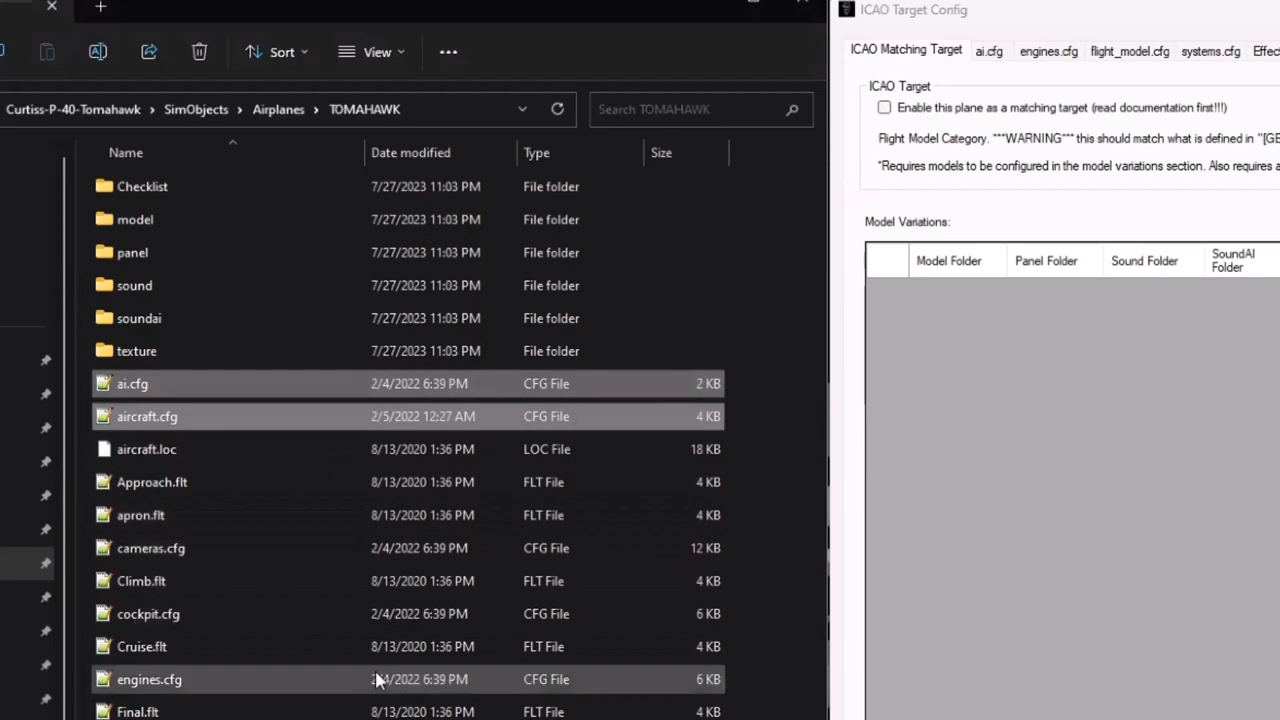 Sort
View
Curtiss-P-40-Tomahawk > SimObjects > Airplanes > TOMAHAWK
Search TOMAHAWK
Name Date modified Type Size
Checklist 7/27/2023 11:03 PM File folder
model 7/27/2023 11:03 PM File folder
panel 7/27/2023 11:03 PM File folder
sound 7/27/2023 11:03 PM File folder
soundai 7/27/2023 11:03 PM File folder
texture 7/27/2023 11:03 PM File folder
ai.cfg 2/4/2022 6:39 PM CFG File 2 KB
aircraft.cfg 2/5/2022 12:27 AM CFG File 4 KB
aircraft.loc 8/13/2020 1:36 PM LOC File 18 KB
Approach.flt 8/13/2020 1:36 PM FLT File 4 KB
apron.flt 8/13/2020 1:36 PM FLT File 4 KB
cameras.cfg 2/4/2022 6:39 PM CFG File 12 KB
Climb.flt 8/13/2020 1:36 PM FLT File 4 KB
cockpit.cfg 2/4/2022 6:39 PM CFG File 6 KB
Cruise.flt 8/13/2020 1:36 PM FLT File 4 KB
engines.cfg 6:39 PM CFG File 6 KB
Final.flt 8/13/2020 1:36 PM FLT File 4 KB
ICAO Target Config
ICAO Matching Target ai.cfg engines.cfg flight_model.cfg systems.cfg Effec
ICAO Target
Enable this plane as a matching target (read documentation first!!!)
Flight Model Category. ***WARNING*** this should match what is defined in "[GE
*Requires models to be configured in the model variations section. Also requires a
Model Variations:
Model Folder Panel Folder Sound Folder SoundAI
Folder